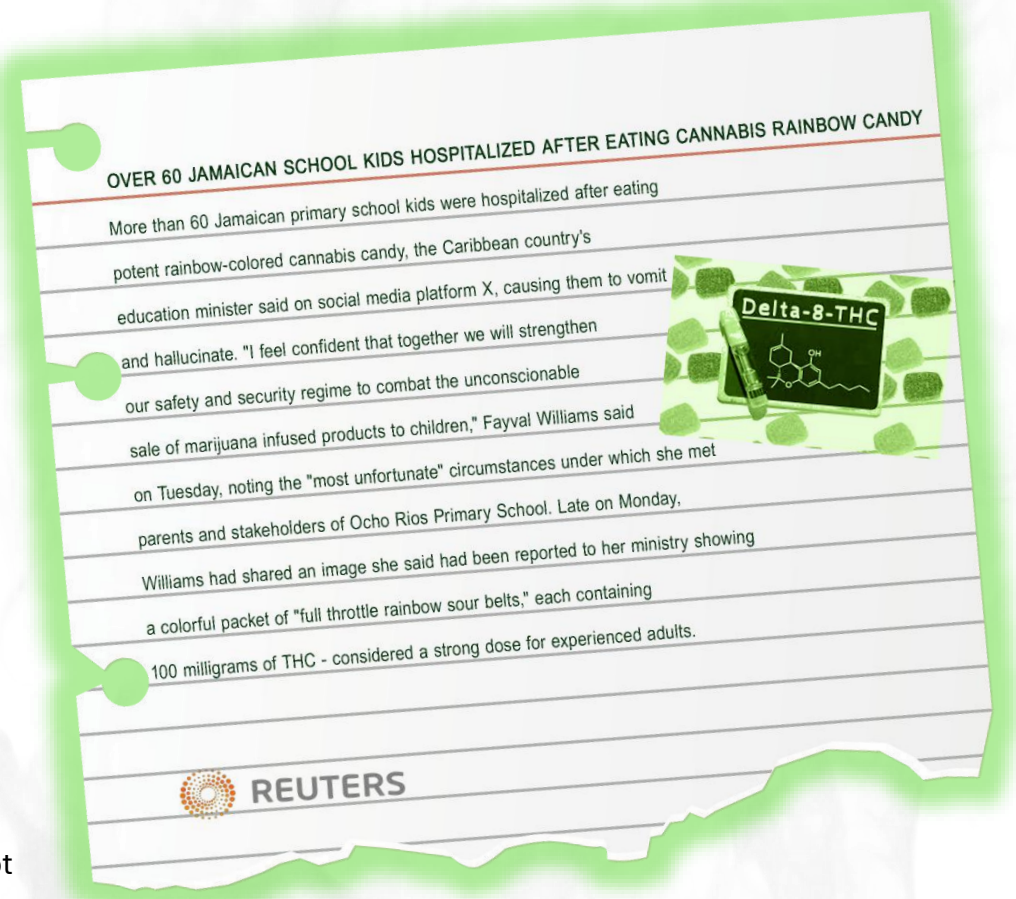 OVER 60 JAMAICAN SCHOOL KIDS HOSPITALIZED AFTER EATING CANNABIS RAINBOW CANDY
More than 60 Jamaican primary school kids were hospitalized after eating
potent rainbow-colored cannabis candy, the Caribbean country's
education minister said on social media platform X, causing them to vomit
and hallucinate. "I feel confident that together we will strengthen
our safety and security regime to combat the unconscionable
sale of marijuana infused products to children," Fayval Williams said
on Tuesday, noting the "most unfortunate" circumstances under which she met
parents and stakeholders of Ocho Rios Primary School. Late on Monday,
Williams had shared an image she said had been reported to her ministry showing
a colorful packet of "full throttle rainbow sour belts," each containing
100 milligrams of THC - considered a strong dose for experienced adults.
Delta-8-THC
OH
O
REUTERS